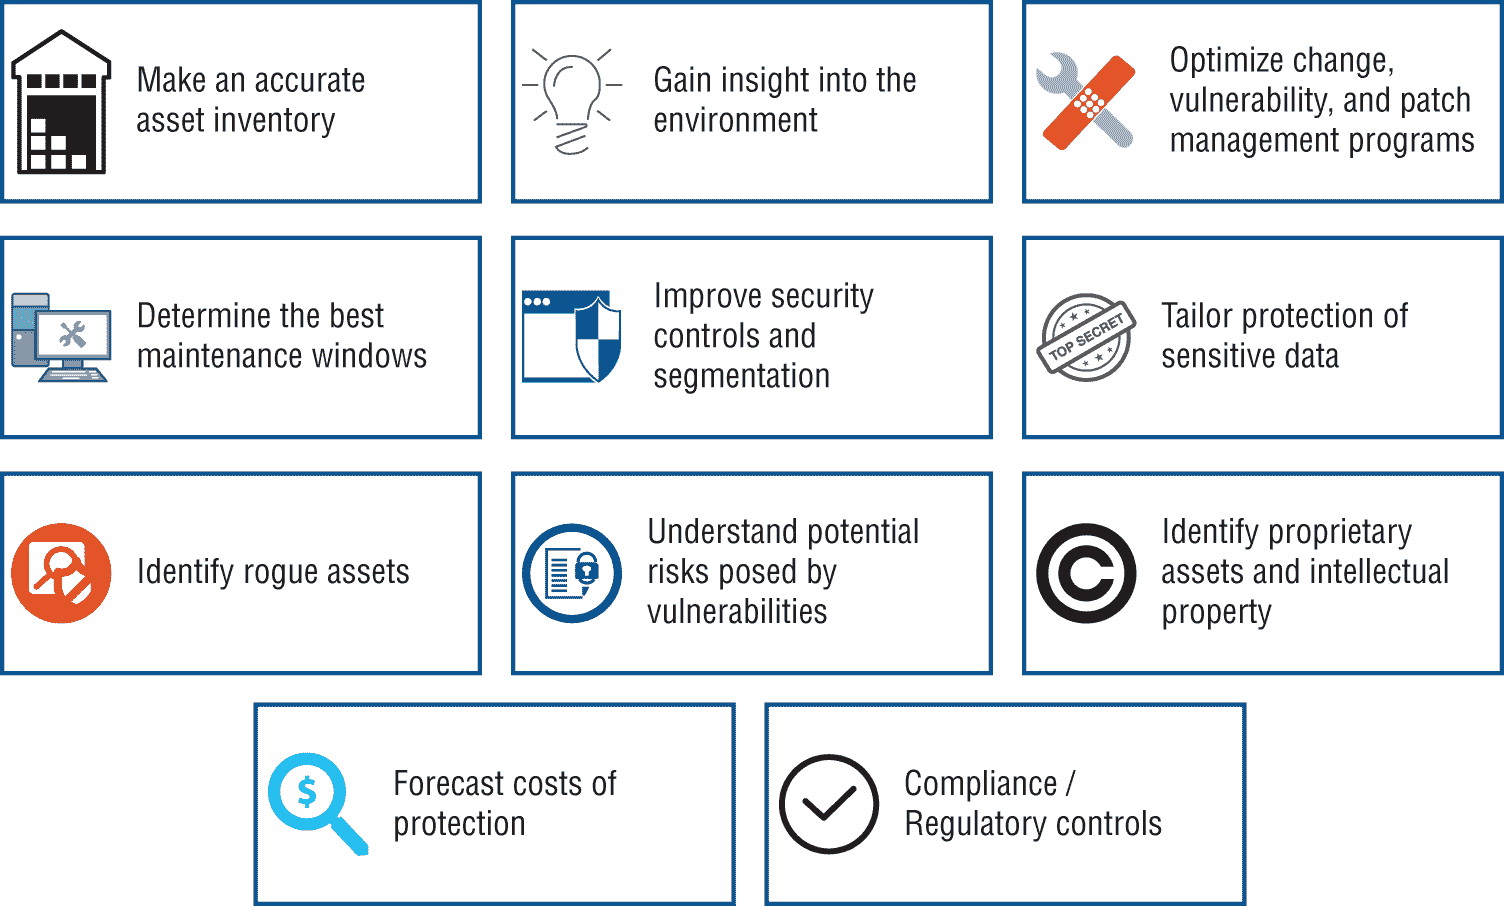 Make an accurate
asset inventory
Gain insight into the
environment
Optimize change,
vulnerability, and patch
management programs
Determine the best
maintenance windows
Improve security
controls and
segmentation
TOP SECRET
Tailor protection of
sensitive data
Identify rogue assets
Understand potential
risks posed by
vulnerabilities
C
Identify proprietary
assets and intellectual
property
$
Forecast costs of
protection
Compliance /
Regulatory controls